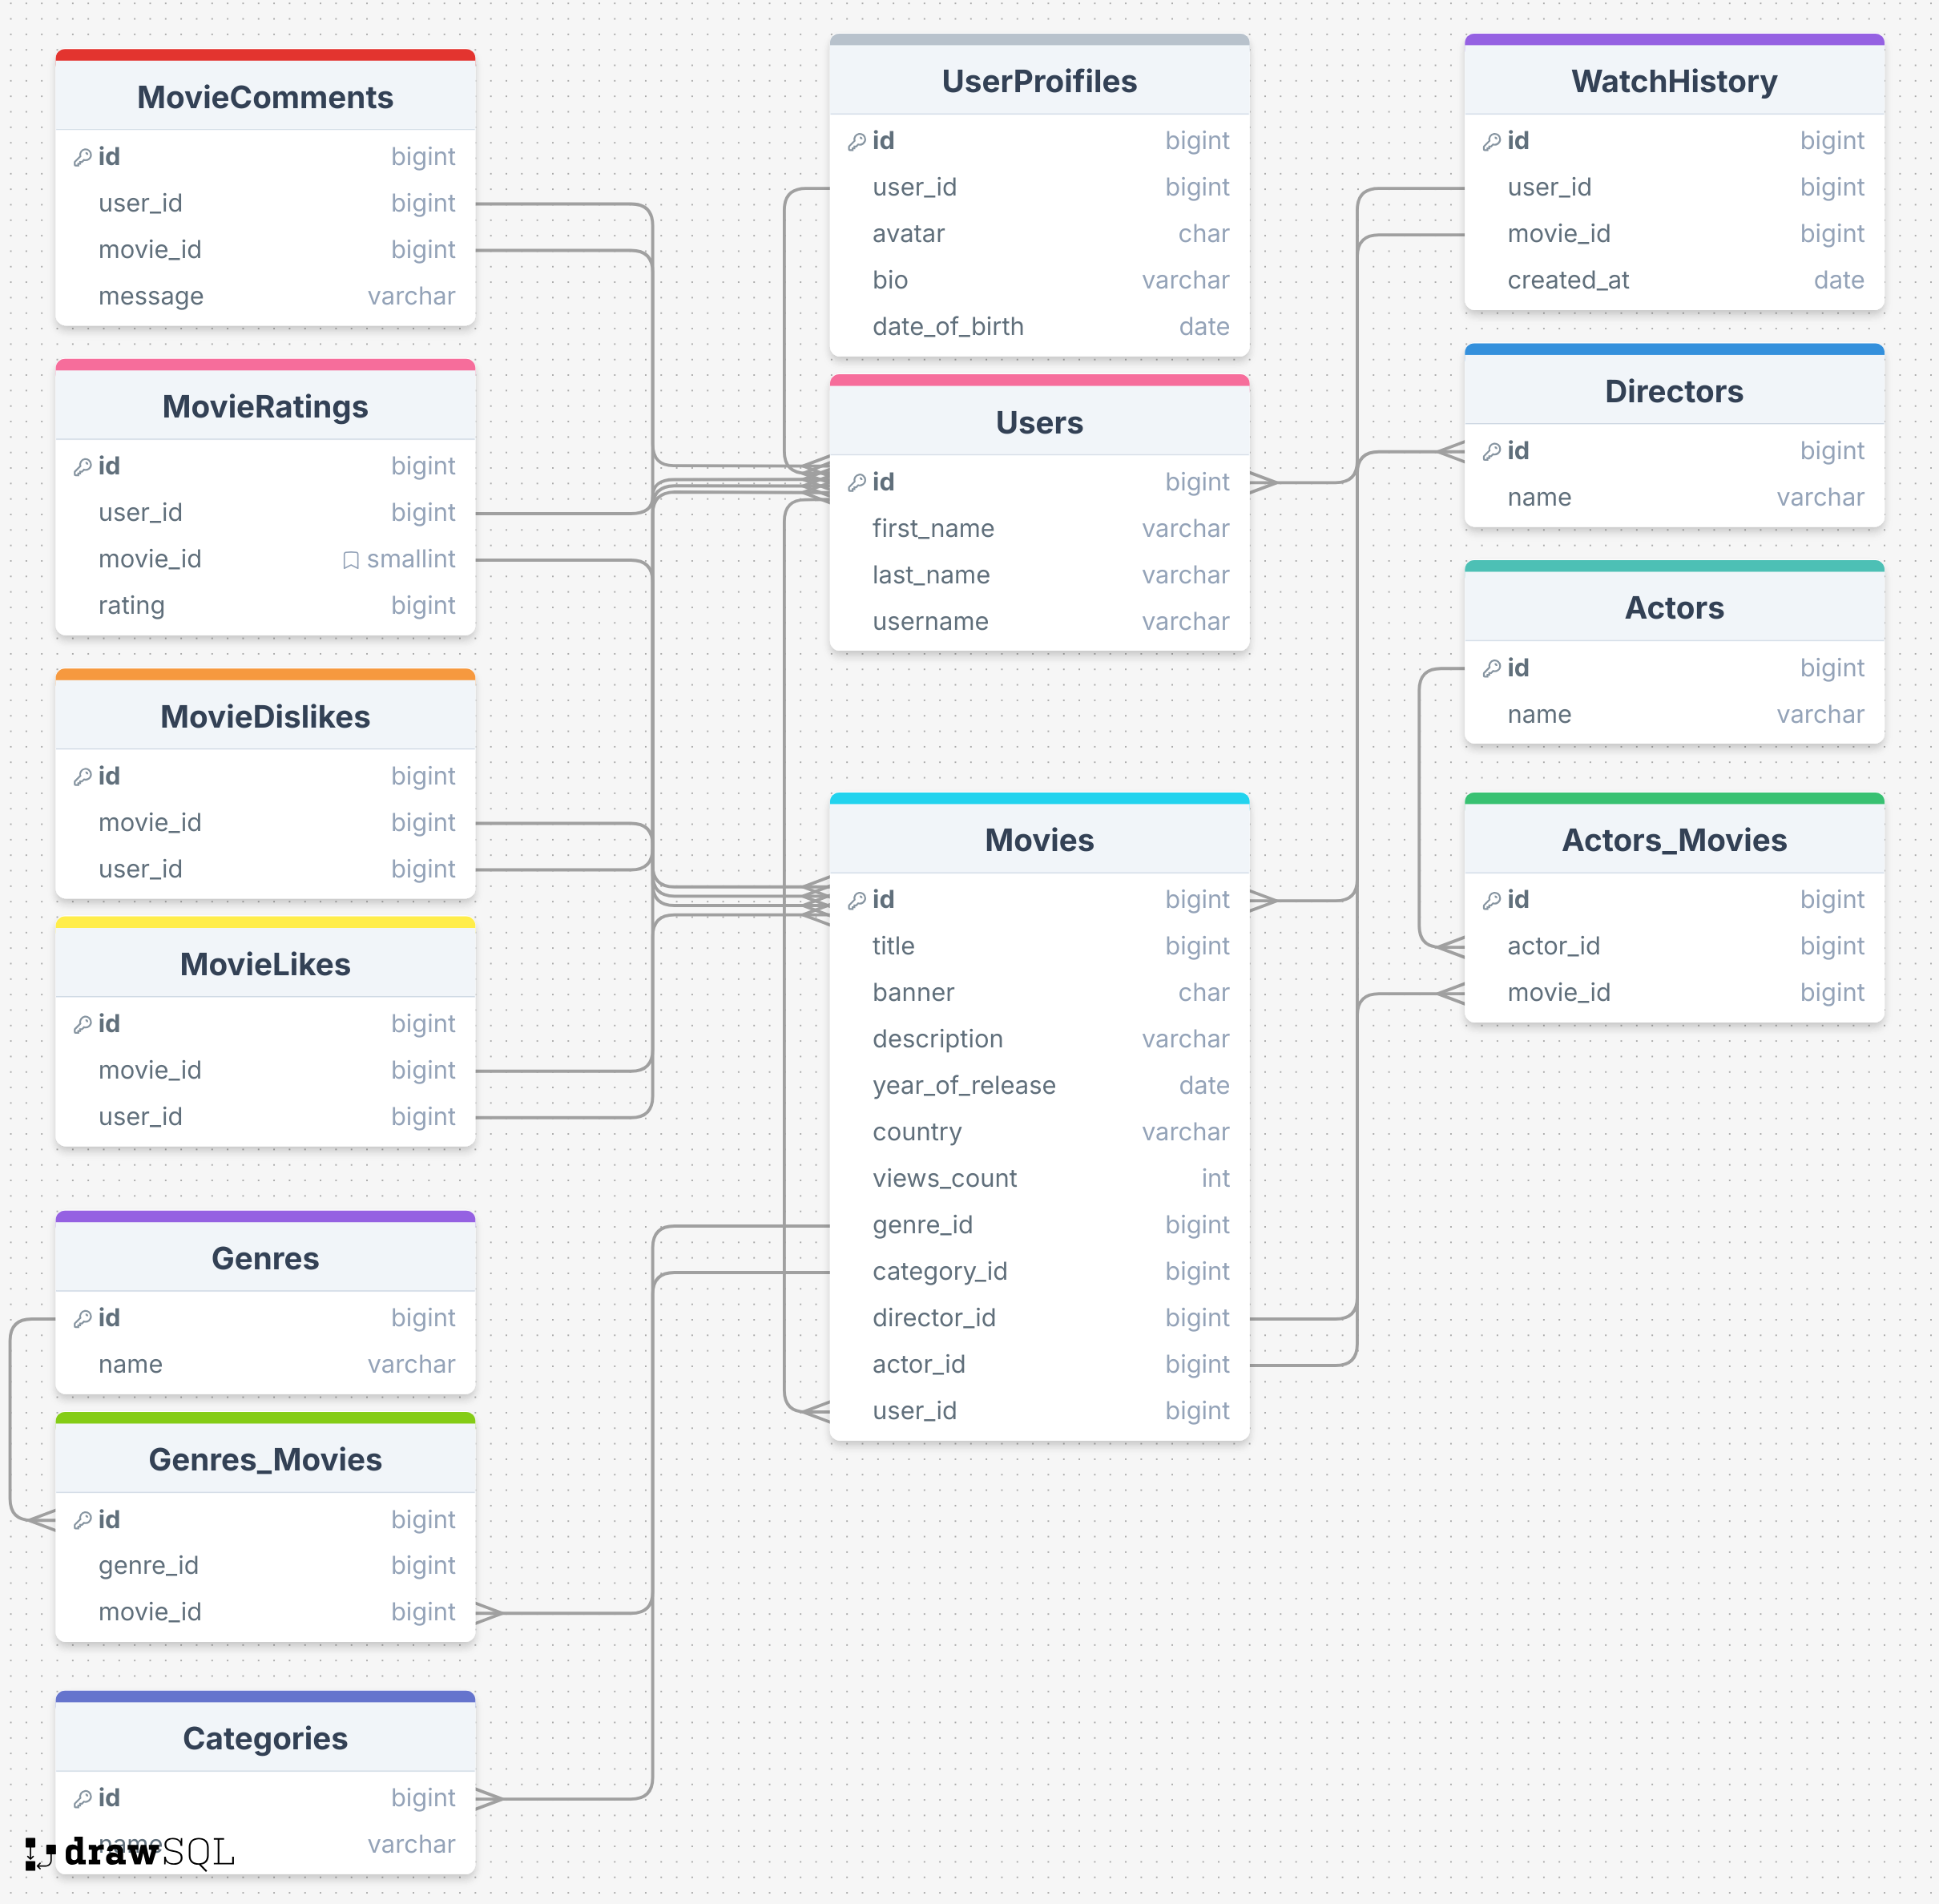 MovieComments
id bigint
user_id bigint
movie_id bigint
message varchar
MovieRatings
id bigint
user_id bigint
movie_id smallint
rating bigint
MovieDislikes
id bigint
movie_id bigint
user_id bigint
MovieLikes
id bigint
movie_id bigint
user_id bigint
Genres
id bigint
name varchar
Genres_Movies
id bigint
genre_id bigint
movie_id bigint
Categories
id bigint
name varchar
drawSQL
UserProifiles
id bigint
user_id bigint
avatar char
bio varchar
date_of_birth date
Users
id bigint
first_name varchar
last_name varchar
username varchar
Movies
id bigint
title bigint
banner char
description varchar
year_of_release date
country varchar
views_count int
genre_id bigint
category_id bigint
director_id bigint
actor_id bigint
user_id bigint
WatchHistory
id bigint
user_id bigint
movie_id bigint
created_at date
Directors
id bigint
name varchar
Actors
id bigint
name varchar
Actors_Movies
id bigint
actor_id bigint
movie_id bigint